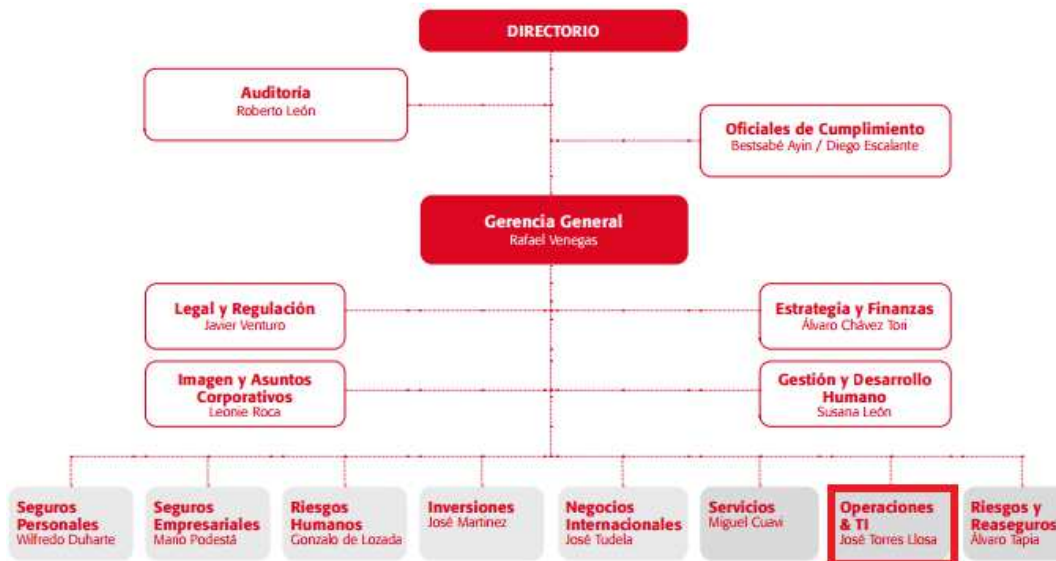 DIRECTORIO
Auditoría
Roberto León
Oficiales de Cumplimiento
Bestsabé Ayin / Diego Escalante
Gerencia General
Rafael Venegas
Legal y Regulación
Javier Venturo
Estrategia y Finanzas
Álvaro Chávez Tori
Imagen y Asuntos
Corporativos
Leonie Roca
Gestión y Desarrollo
Humano
Susana León
Seguros
Personales
Wilfredo Duharte
Seguros
Empresariales
Mario Podestá
Riesgos
Humanos
Gonzalo de Lozada
Inversiones
José Martinez
Negocios
Internacionales
José Tudela
Servicios
Miguel Cuavi
Operaciones
& TI
José Torres Llosa
Riesgos y
Reaseguros
Álvaro Tapia